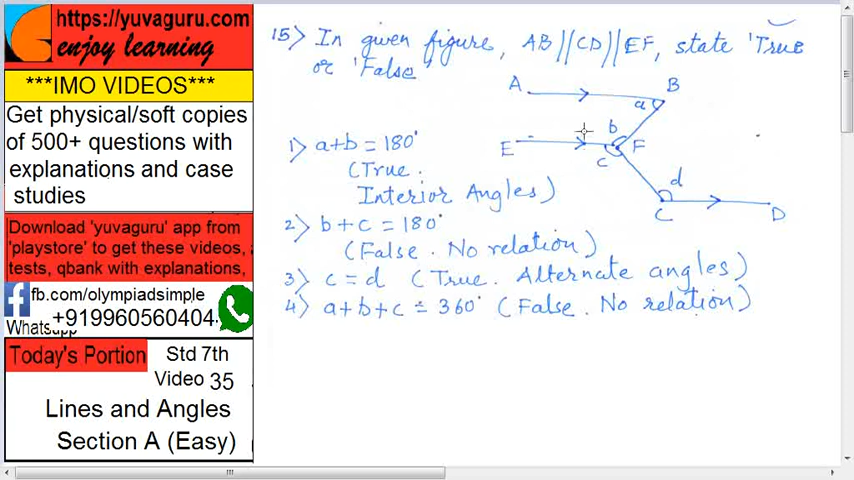 https://yuvaguru.com
enjoy learning
***IMO VIDEOS***
Get physical/soft copies
of 500+ questions with
explanations and case
studies
Download 'yuvaguru' app from
'playstore' to get these videos,
tests, qbank with explanations,
fb.com/olympiadsimple
Whatsapp
+919960560404.
Today's Portion
Std 7th
Video 35
Lines and Angles
Section A (Easy)
15> In given figure, AB//CD//EF, state 'True
or 'False'
A
B
a
b
E
F
c
d
C
D
1> a+b = 180°
(True.
Interior Angles)
2> b+c = 180°
(False. No relation)
3> c = d (True. Alternate angles)
4> a+b+c = 360° (False. No relation)